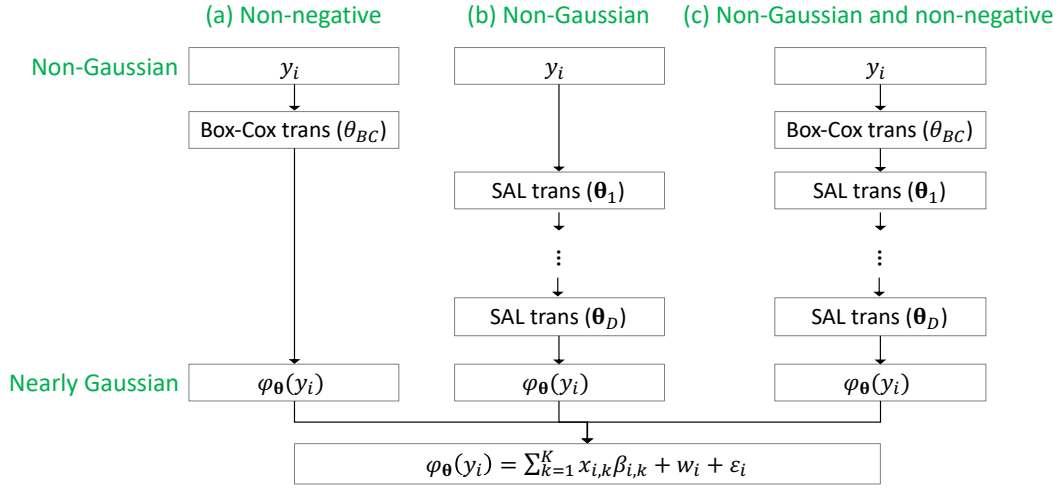 (a) Non-negative (b) Non-Gaussian (c) Non-Gaussian and non-negative
Non-Gaussian y_i y_i y_i
Box-Cox trans (θ_BC) Box-Cox trans (θ_BC)
SAL trans (𝛉_1) SAL trans (𝛉_1)
⋮ ⋮
SAL trans (𝛉_D) SAL trans (𝛉_D)
Nearly Gaussian φ_𝛉(y_i) φ_𝛉(y_i) φ_𝛉(y_i)
φ_𝛉(y_i) = ∑_{k=1}^{K} x_{i,k}β_{i,k} + w_i + ε_i